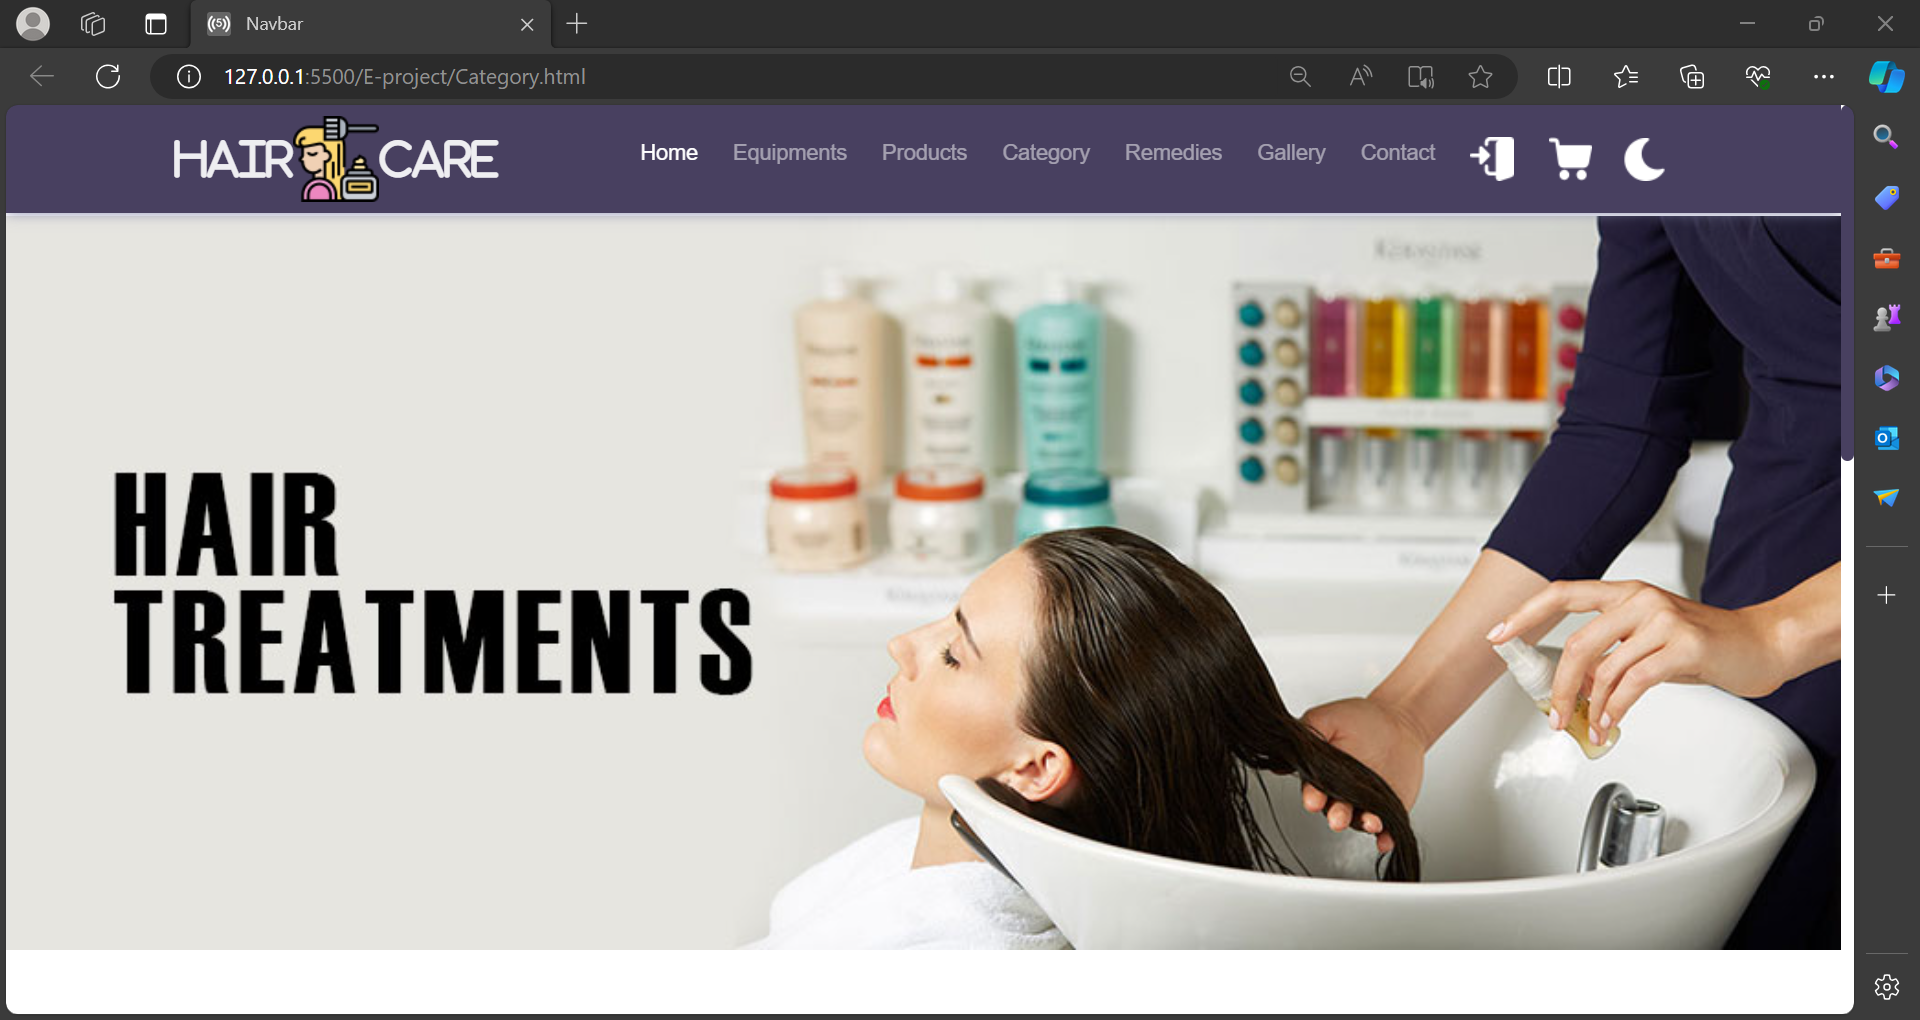 Navbar
127.0.0.1:5500/E-project/Category.html
HAIR CARE
Home Equipments Products Category Remedies Gallery Contact
HAIR
TREATMENTS